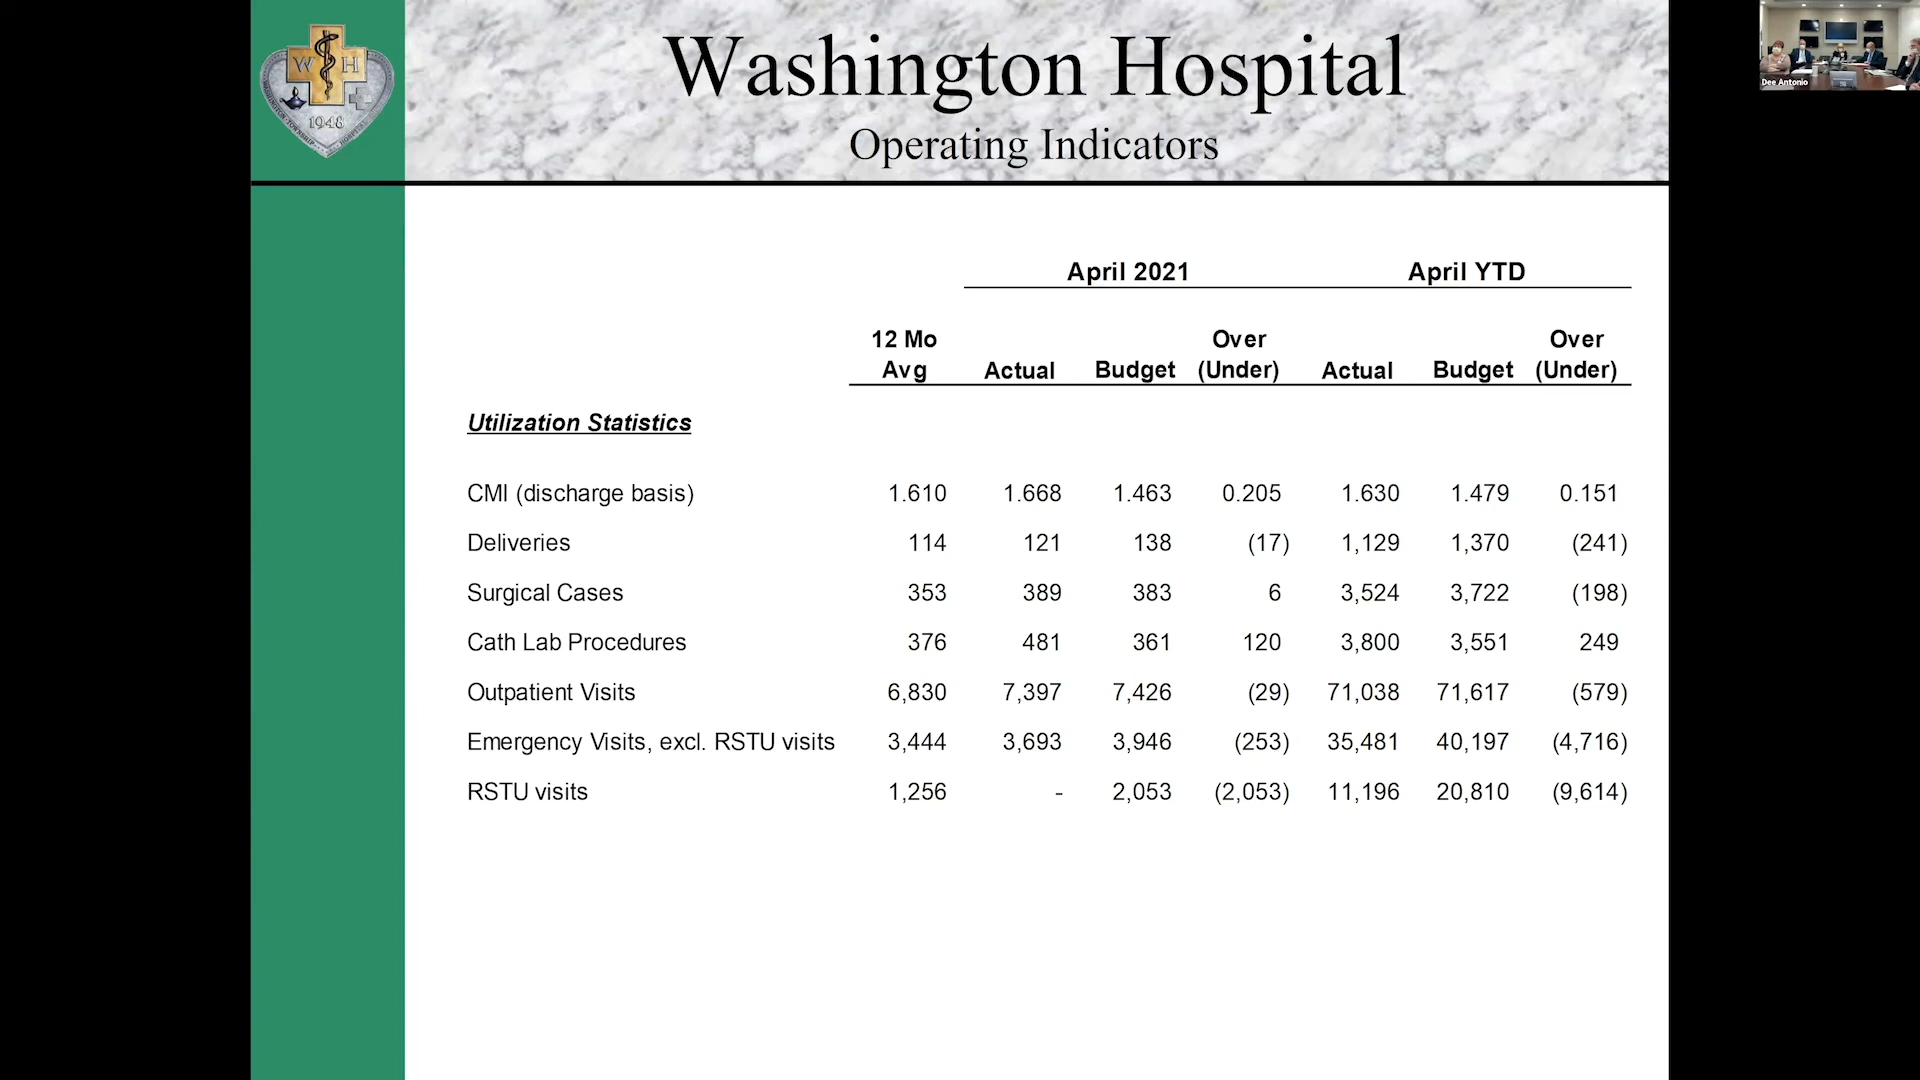 W H
1948
Washington Hospital
Operating Indicators
Dee Antonio
April 2021 April YTD
12 Mo Over Over
Avg Actual Budget (Under) Actual Budget (Under)
Utilization Statistics
CMI (discharge basis) 1.610 1.668 1.463 0.205 1.630 1.479 0.151
Deliveries 114 121 138 (17) 1,129 1,370 (241)
Surgical Cases 353 389 383 6 3,524 3,722 (198)
Cath Lab Procedures 376 481 361 120 3,800 3,551 249
Outpatient Visits 6,830 7,397 7,426 (29) 71,038 71,617 (579)
Emergency Visits, excl. RSTU visits 3,444 3,693 3,946 (253) 35,481 40,197 (4,716)
RSTU visits 1,256 - 2,053 (2,053) 11,196 20,810 (9,614)